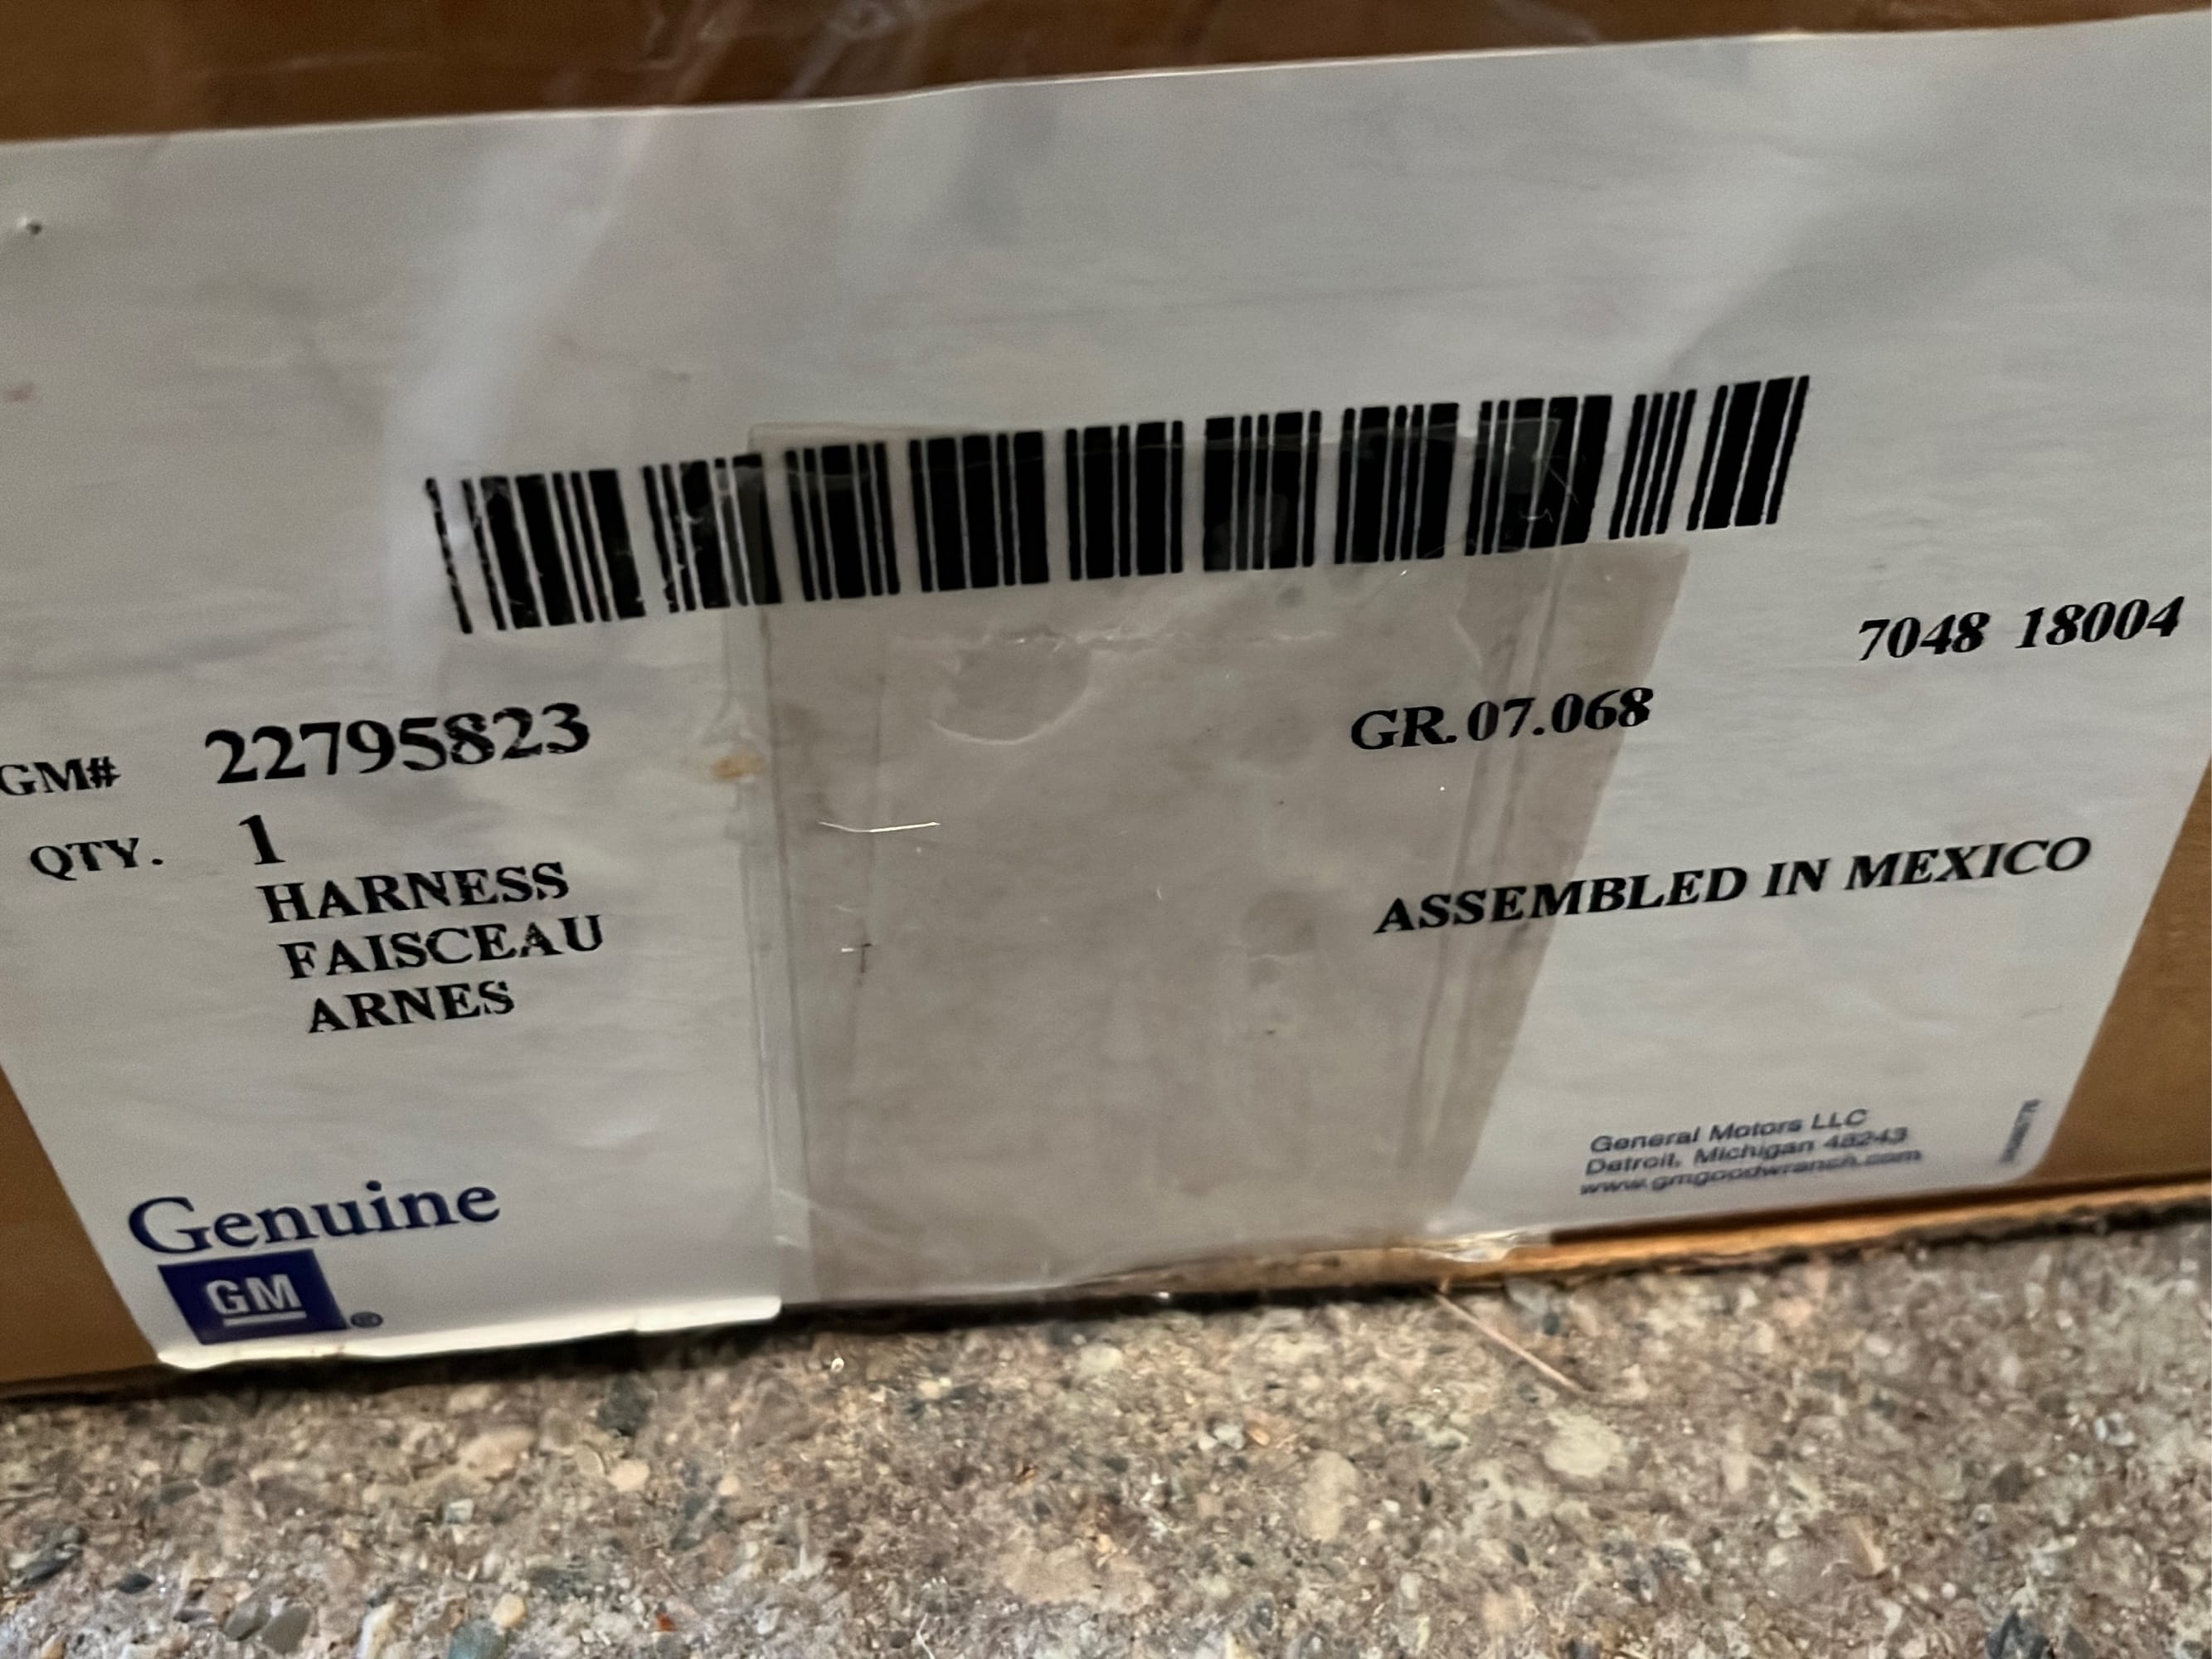 7048 18004
GM# 22795823 GR.07.068
QTY. 1
HARNESS
FAISCEAU
ARNES
ASSEMBLED IN MEXICO
Genuine
GM®
General Motors LLC
Detroit, Michigan 48243
www.gmgoodwrench.com